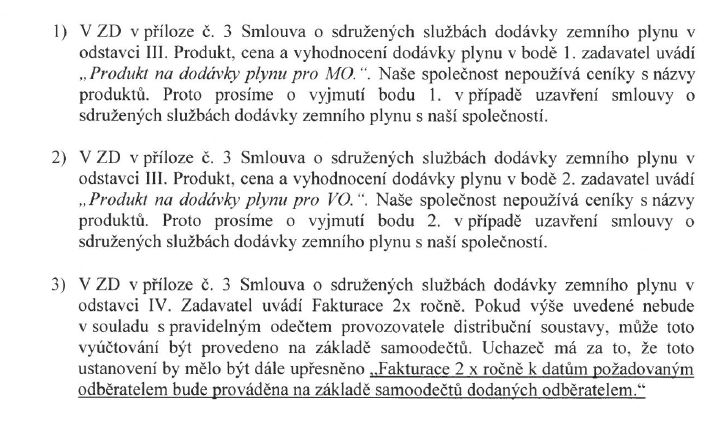 1) V ZD v příloze č. 3 Smlouva o sdružených službách dodávky zemního plynu v
odstavci III. Produkt, cena a vyhodnocení dodávky plynu v bodě 1. zadavatel uvádí
„Produkt na dodávky plynu pro MO.“. Naše společnost nepoužívá ceníky s názvy
produktů. Proto prosíme o vyjmutí bodu 1. v případě uzavření smlouvy o
sdružených službách dodávky zemního plynu s naší společností.
2) V ZD v příloze č. 3 Smlouva o sdružených službách dodávky zemního plynu v
odstavci III. Produkt, cena a vyhodnocení dodávky plynu v bodě 2. zadavatel uvádí
„Produkt na dodávky plynu pro VO.“. Naše společnost nepoužívá ceníky s názvy
produktů. Proto prosíme o vyjmutí bodu 2. v případě uzavření smlouvy o
sdružených službách dodávky zemního plynu s naší společností.
3) V ZD v příloze č. 3 Smlouva o sdružených službách dodávky zemního plynu v
odstavci IV. Zadavatel uvádí Fakturace 2x ročně. Pokud výše uvedené nebude
v souladu s pravidelným odečtem provozovatele distribuční soustavy, může toto
vyúčtování být provedeno na základě samoodečtů. Uchazeč má za to, že toto
ustanovení by mělo být dále upřesněno „Fakturace 2 x ročně k datům požadovaným
odběratelem bude prováděna na základě samoodečtů dodaných odběratelem.“